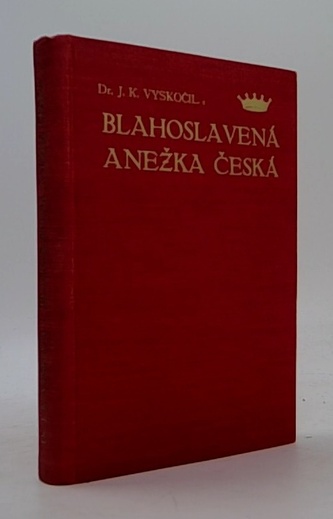 Dr. J. K. VYSKOČIL.
BLAHOSLAVENÁ
ANEŽKA ČESKÁ